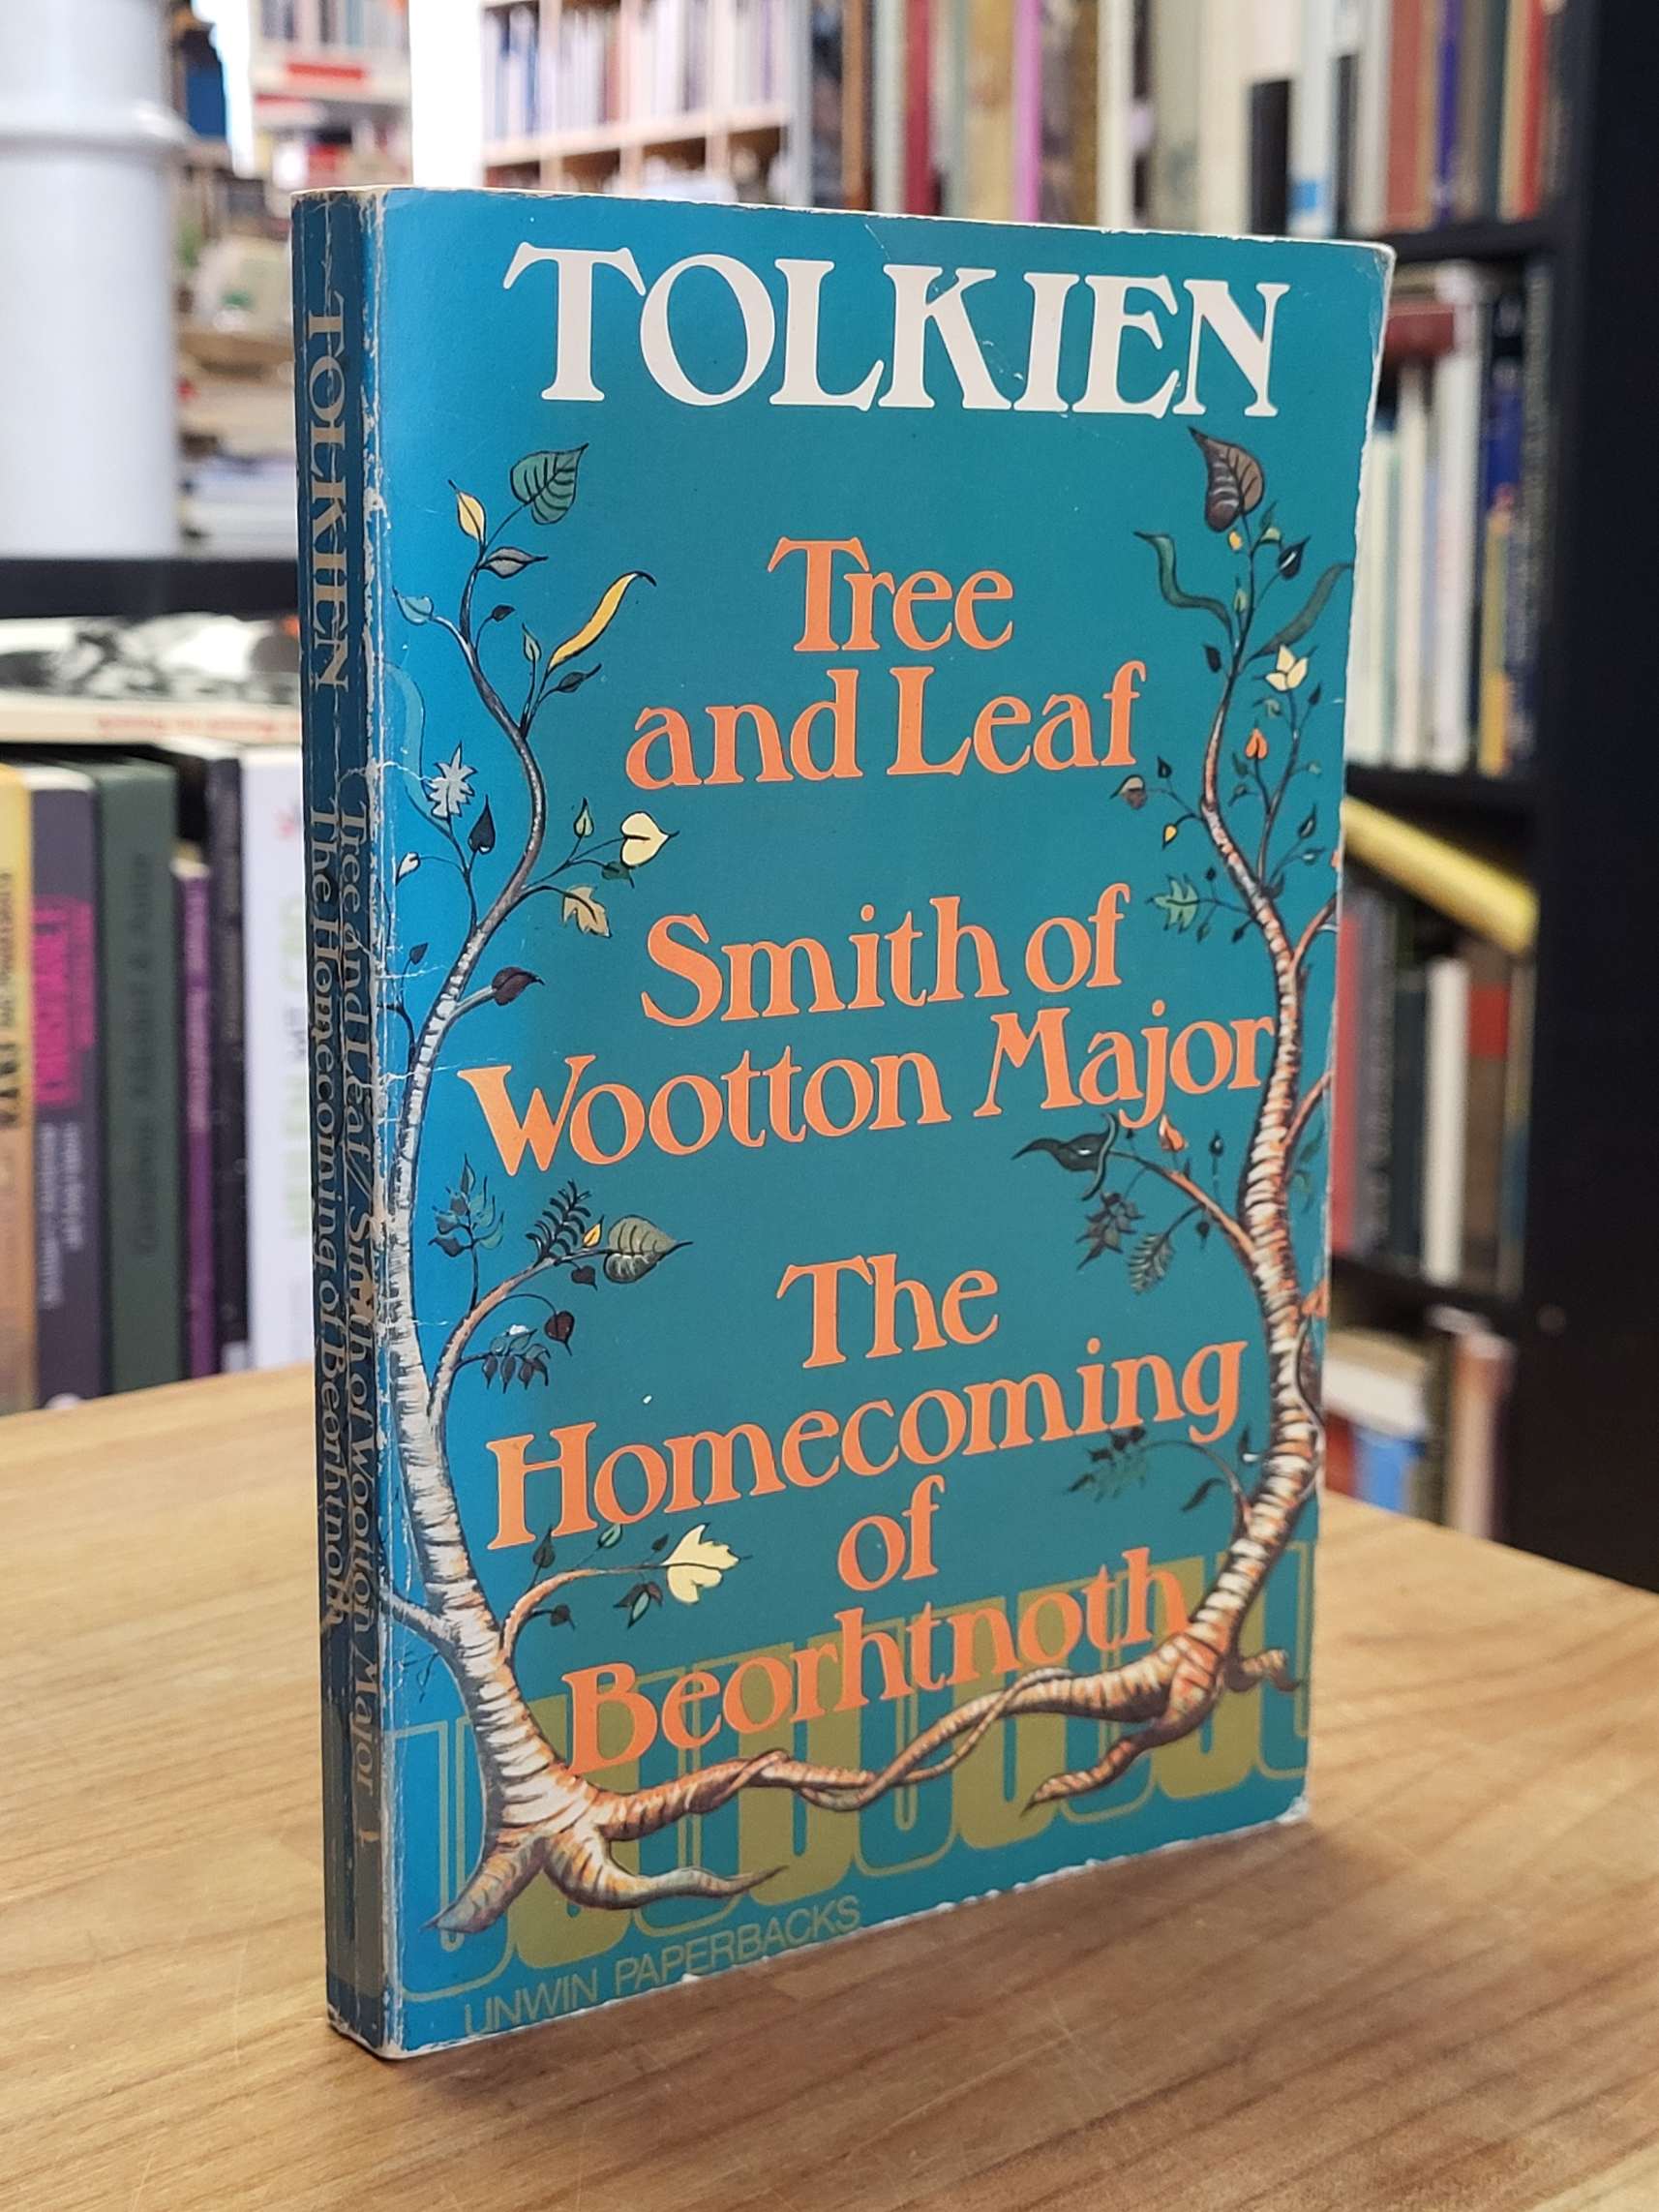 TOLKIEN
Tree
and Leaf
Smith of
Wootton Major
The
Homecoming
of
Beorhtnoth
UNWIN PAPERBACKS
TOLKIEN
Tree and Leaf/Smith of Wootton Major
The Homecoming of Beorhtnoth